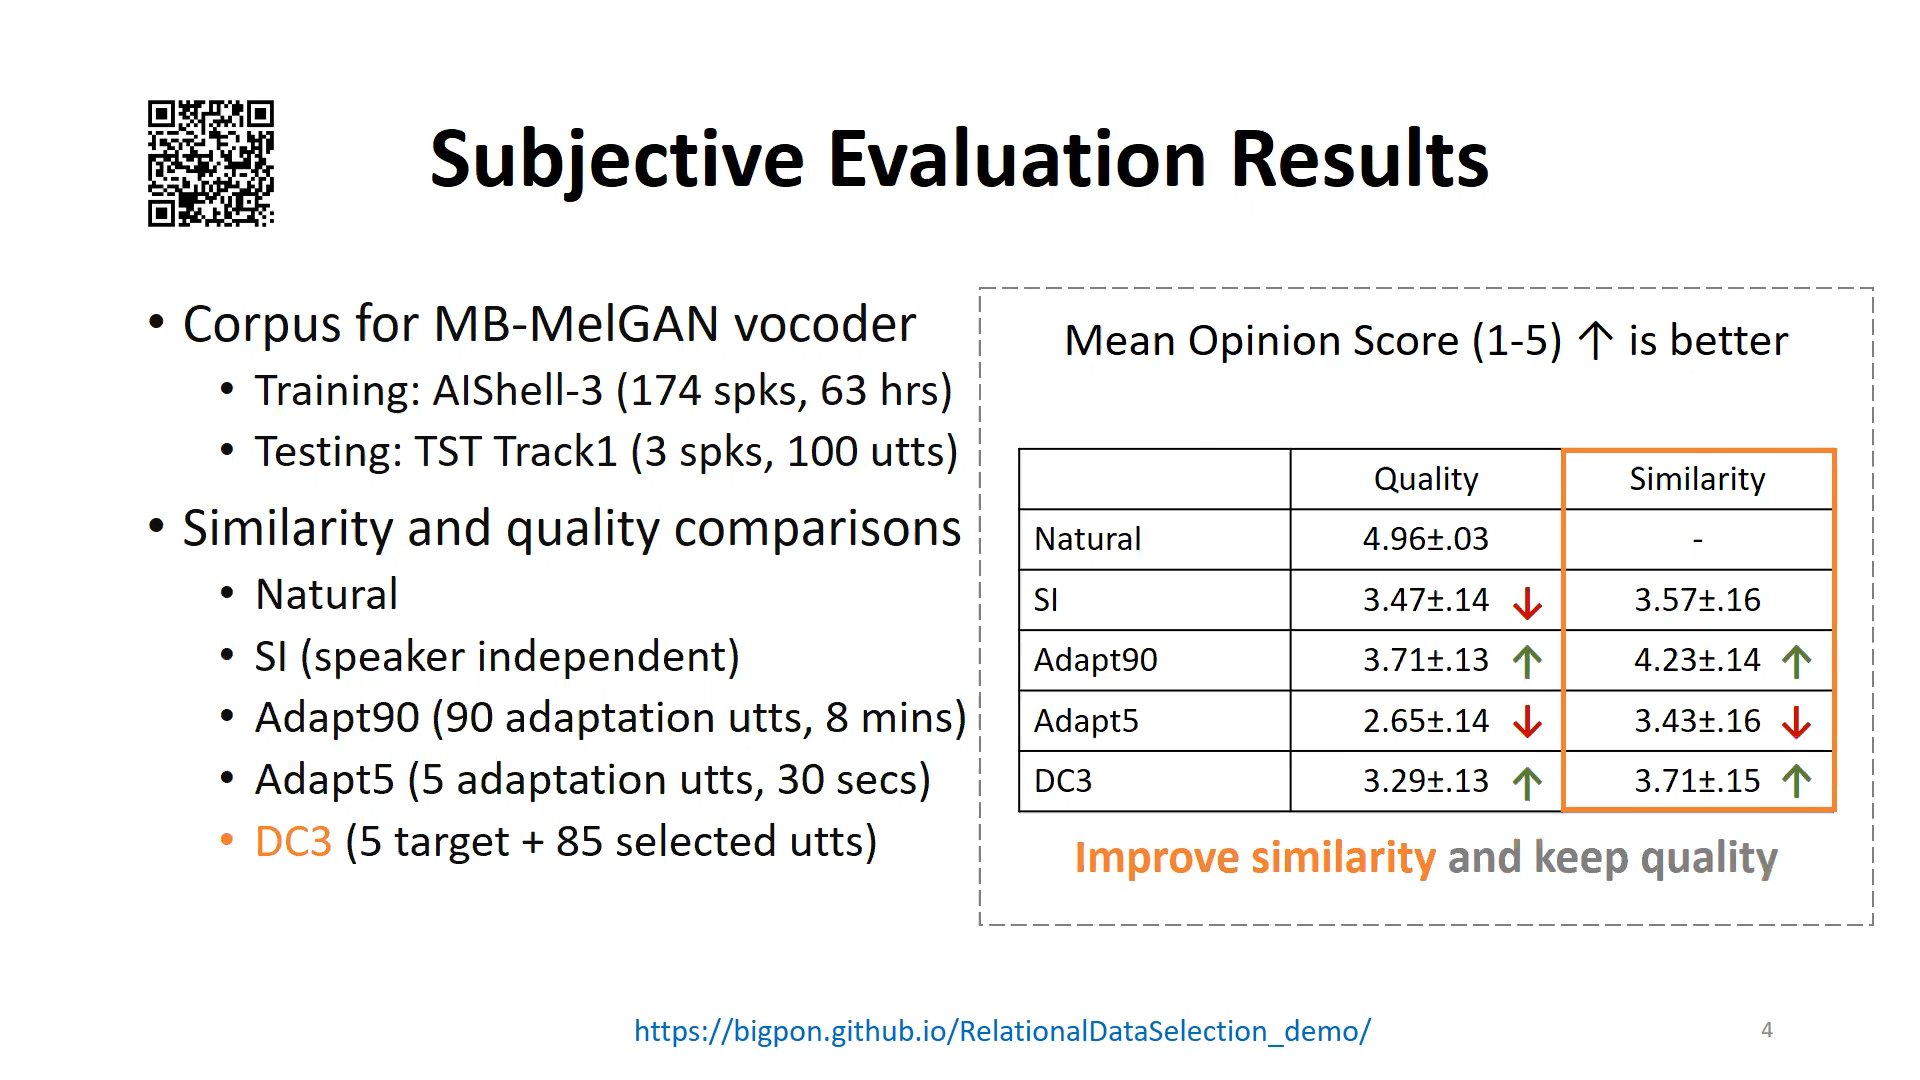 Subjective Evaluation Results
• Corpus for MB-MelGAN vocoder
• Training: AIShell-3 (174 spks, 63 hrs)
• Testing: TST Track1 (3 spks, 100 utts)
• Similarity and quality comparisons
• Natural
• SI (speaker independent)
• Adapt90 (90 adaptation utts, 8 mins)
• Adapt5 (5 adaptation utts, 30 secs)
• DC3 (5 target + 85 selected utts)
Mean Opinion Score (1-5) ↑ is better
Quality Similarity
Natural 4.96±.03 -
SI 3.47±.14 ↓ 3.57±.16
Adapt90 3.71±.13 ↑ 4.23±.14 ↑
Adapt5 2.65±.14 ↓ 3.43±.16 ↓
DC3 3.29±.13 ↑ 3.71±.15 ↑
Improve similarity and keep quality
https://bigpon.github.io/RelationalDataSelection_demo/
4